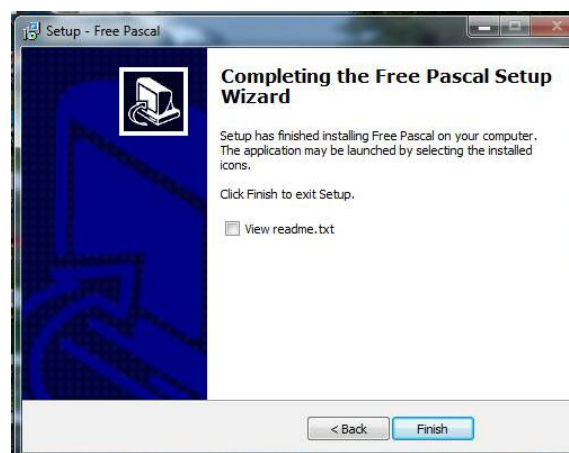 Setup - Free Pascal
Completing the Free Pascal Setup
Wizard
Setup has finished installing Free Pascal on your computer.
The application may be launched by selecting the installed
icons.
Click Finish to exit Setup.
View readme.txt
< Back
Finish